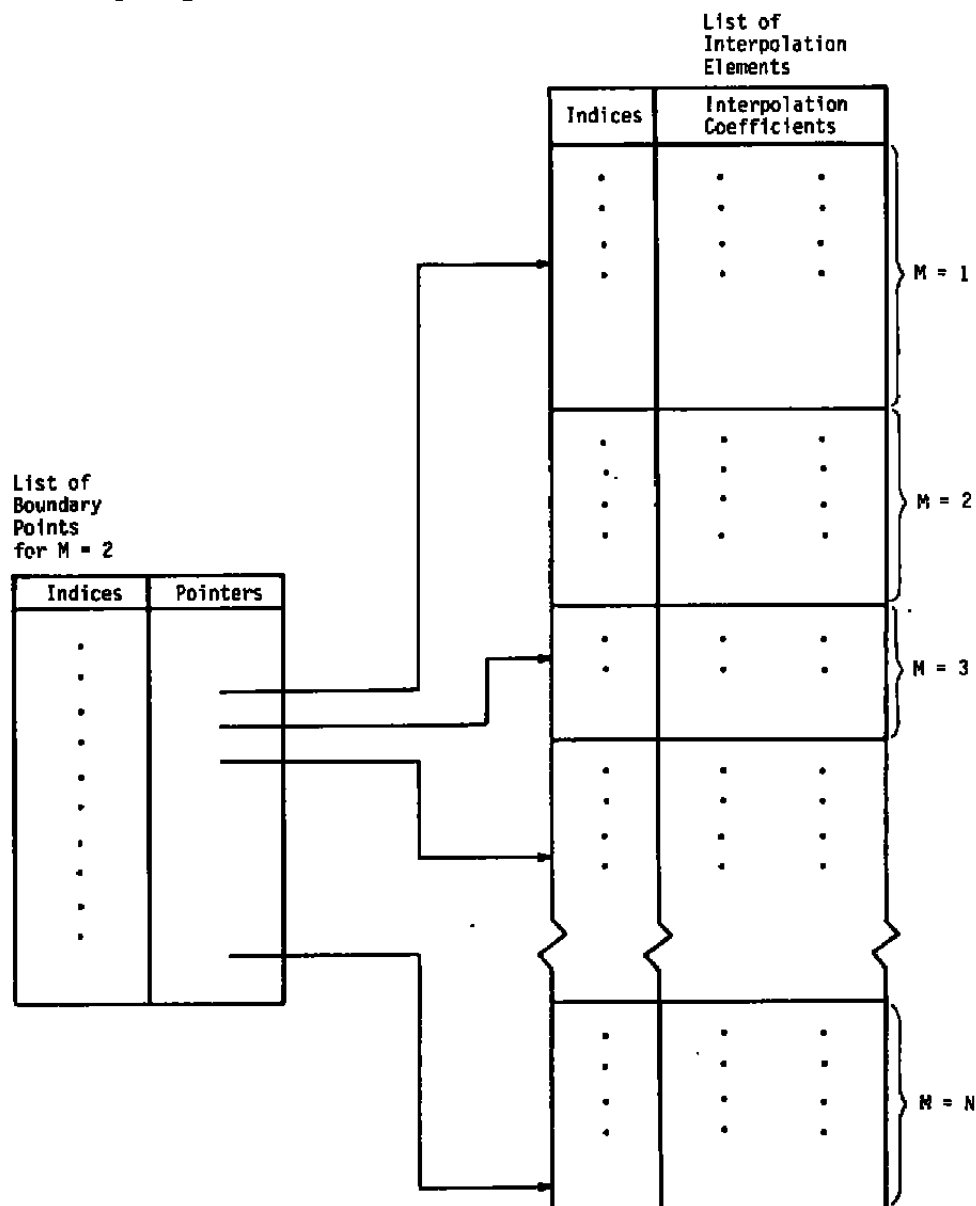 List of
Interpolation
Elements
Indices
Interpolation
Coefficients
M = 1
M = 2
M = 3
M = N
List of
Boundary
Points
for M = 2
Indices
Pointers